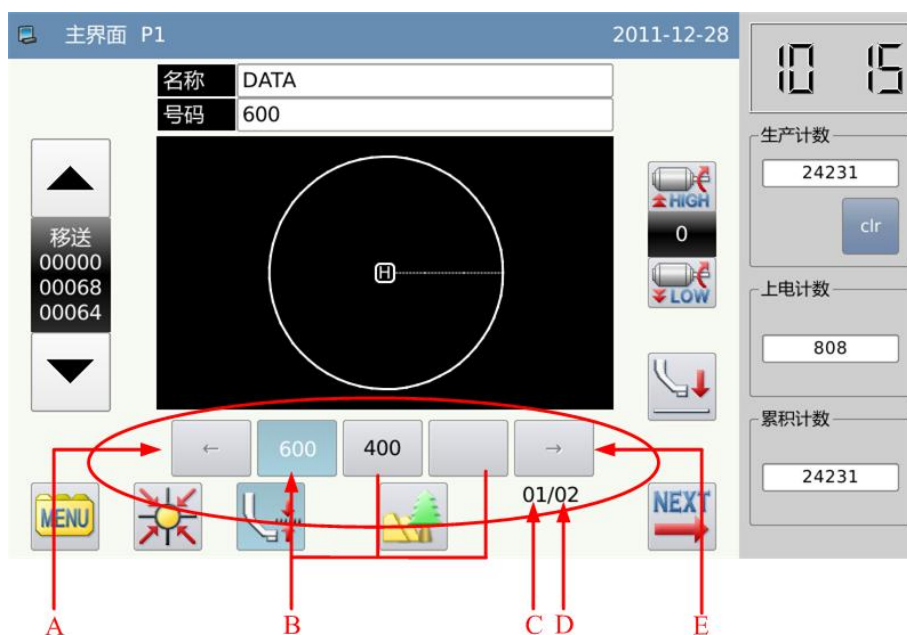 主界面 P1
2011-12-28
名称 DATA
号码 600
移送
00000
00068
00064
HIGH
0
LOW
H
← 600 400 →
01/02
MENU
NEXT
10 15
生产计数
24231
clr
上电计数
808
累积计数
24231
A B C D E